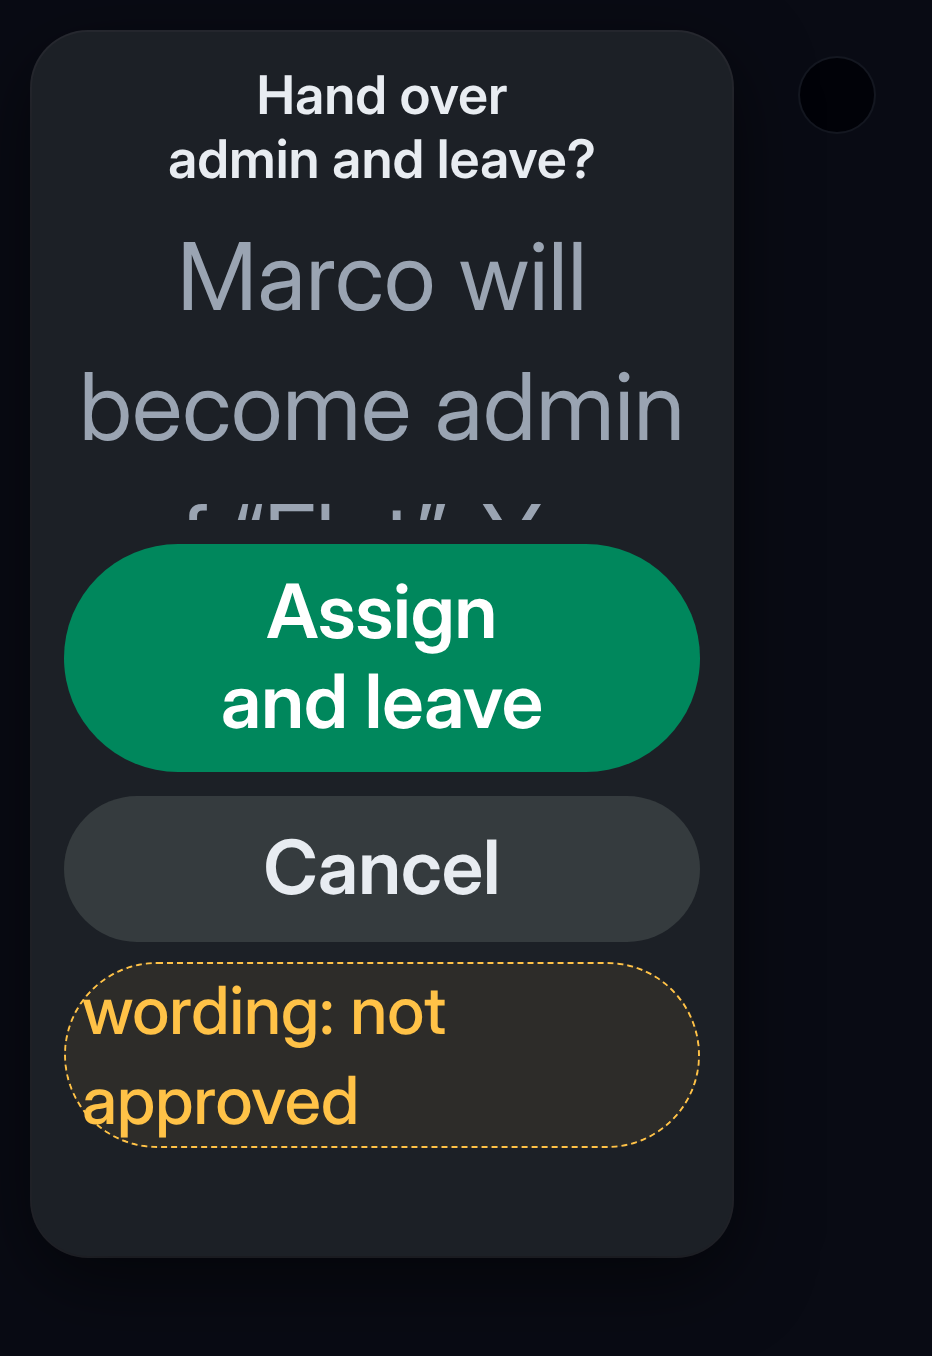 Hand over
admin and leave?
Marco will
become admin
Assign
and leave
Cancel
wording: not
approved